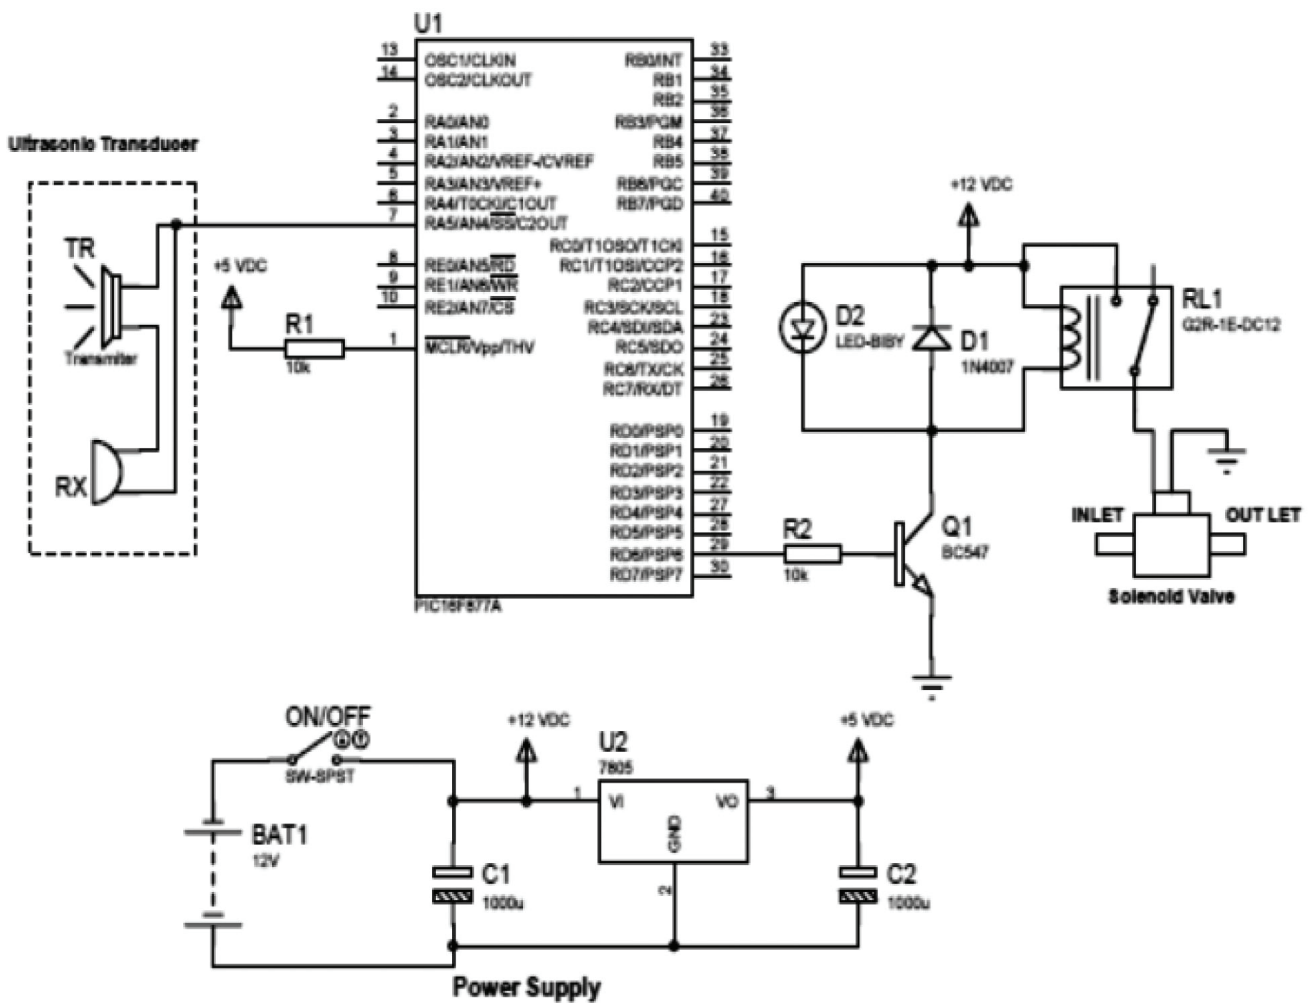 U1
13 OSC1/CLKIN
14 OSC2/CLKOUT
2 RA0/AN0
3 RA1/AN1
4 RA2/AN2/VREF-/CVREF
5 RA3/AN3/VREF+
6 RA4/T0CKI/C1OUT
7 RA5/AN4/SS/C2OUT
8 RE0/AN5/RD
9 RE1/AN6/WR
10 RE2/AN7/CS
1 MCLR/Vpp/THV
RB0/INT 33
RB1 34
RB2 35
RB3/PGM 36
RB4 37
RB5 38
RB6/PGC 39
RB7/PGD 40
RC0/T1OSO/T1CKI 15
RC1/T1OSI/CCP2 16
RC2/CCP1 17
RC3/SCK/SCL 18
RC4/SDI/SDA 23
RC5/SDO 24
RC6/TX/CK 25
RC7/RX/DT 26
RD0/PSP0 19
RD1/PSP1 20
RD2/PSP2 21
RD3/PSP3 22
RD4/PSP4 27
RD5/PSP5 28
RD6/PSP6 29
RD7/PSP7 30
PIC16F877A
Ultrasonic Transducer
TR
Transmiter
RX
+5 VDC
R1
10k
+12 VDC
D2
LED-BIBY
D1
1N4007
RL1
G2R-1E-DC12
R2
10k
Q1
BC547
INLET
OUT LET
Solenoid Valve
ON/OFF
SW-SPST
BAT1
12V
+12 VDC
C1
1000u
U2
7805
1 VI
VO 3
GND
2
+5 VDC
C2
1000u
Power Supply